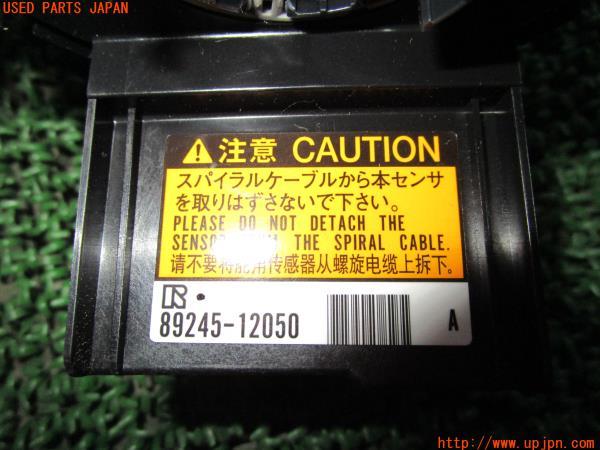 USED PARTS JAPAN
注意 CAUTION
スパイラルケーブルから本センサ
を取りはずさないで下さい。
PLEASE DO NOT DETACH THE
THE SPIRAL CABLE.
请不要将 用传感器从螺旋电缆上拆下。
R
89245-12050 A
http://www.upjpn.com/